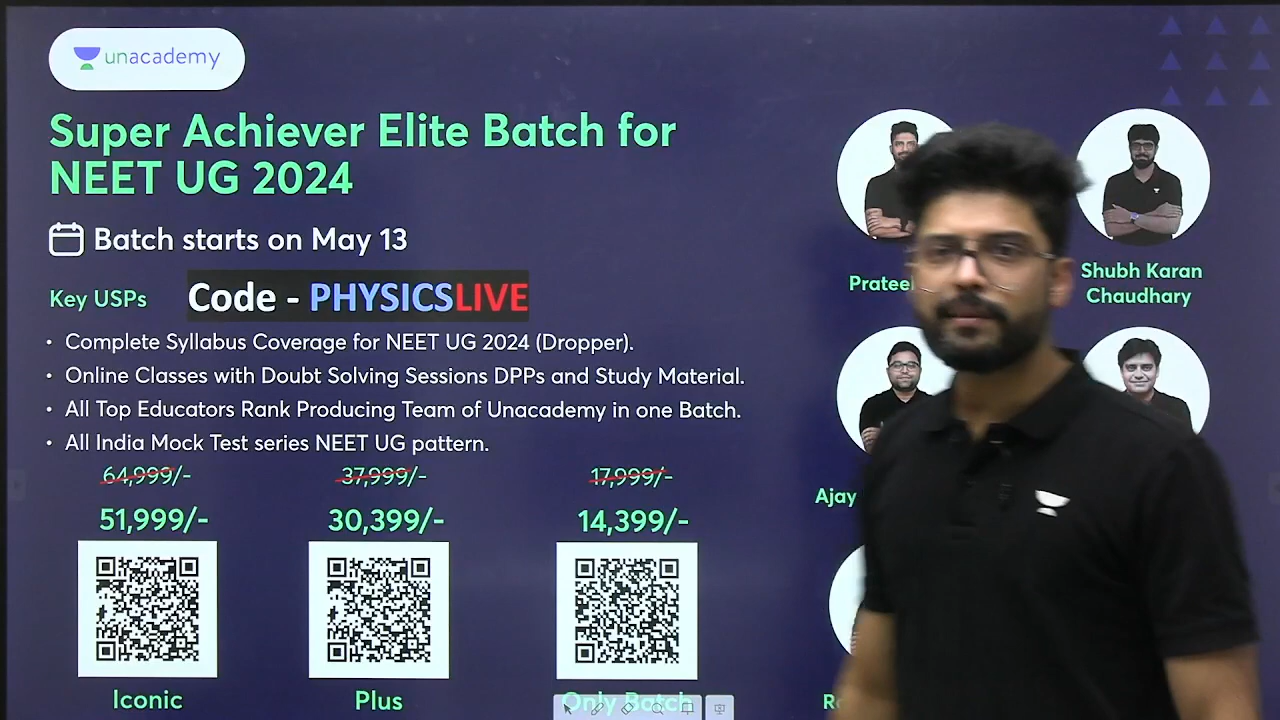 unacademy
Super Achiever Elite Batch for
NEET UG 2024
Batch starts on May 13
Key USPs
Code - PHYSICSLIVE
• Complete Syllabus Coverage for NEET UG 2024 (Dropper).
• Online Classes with Doubt Solving Sessions DPPs and Study Material.
• All Top Educators Rank Producing Team of Unacademy in one Batch.
• All India Mock Test series NEET UG pattern.
64,999/- 37,999/- 17,999/-
51,999/- 30,399/- 14,399/-
Iconic Plus Only Batch
Shubh Karan
Chaudhary
Ajay